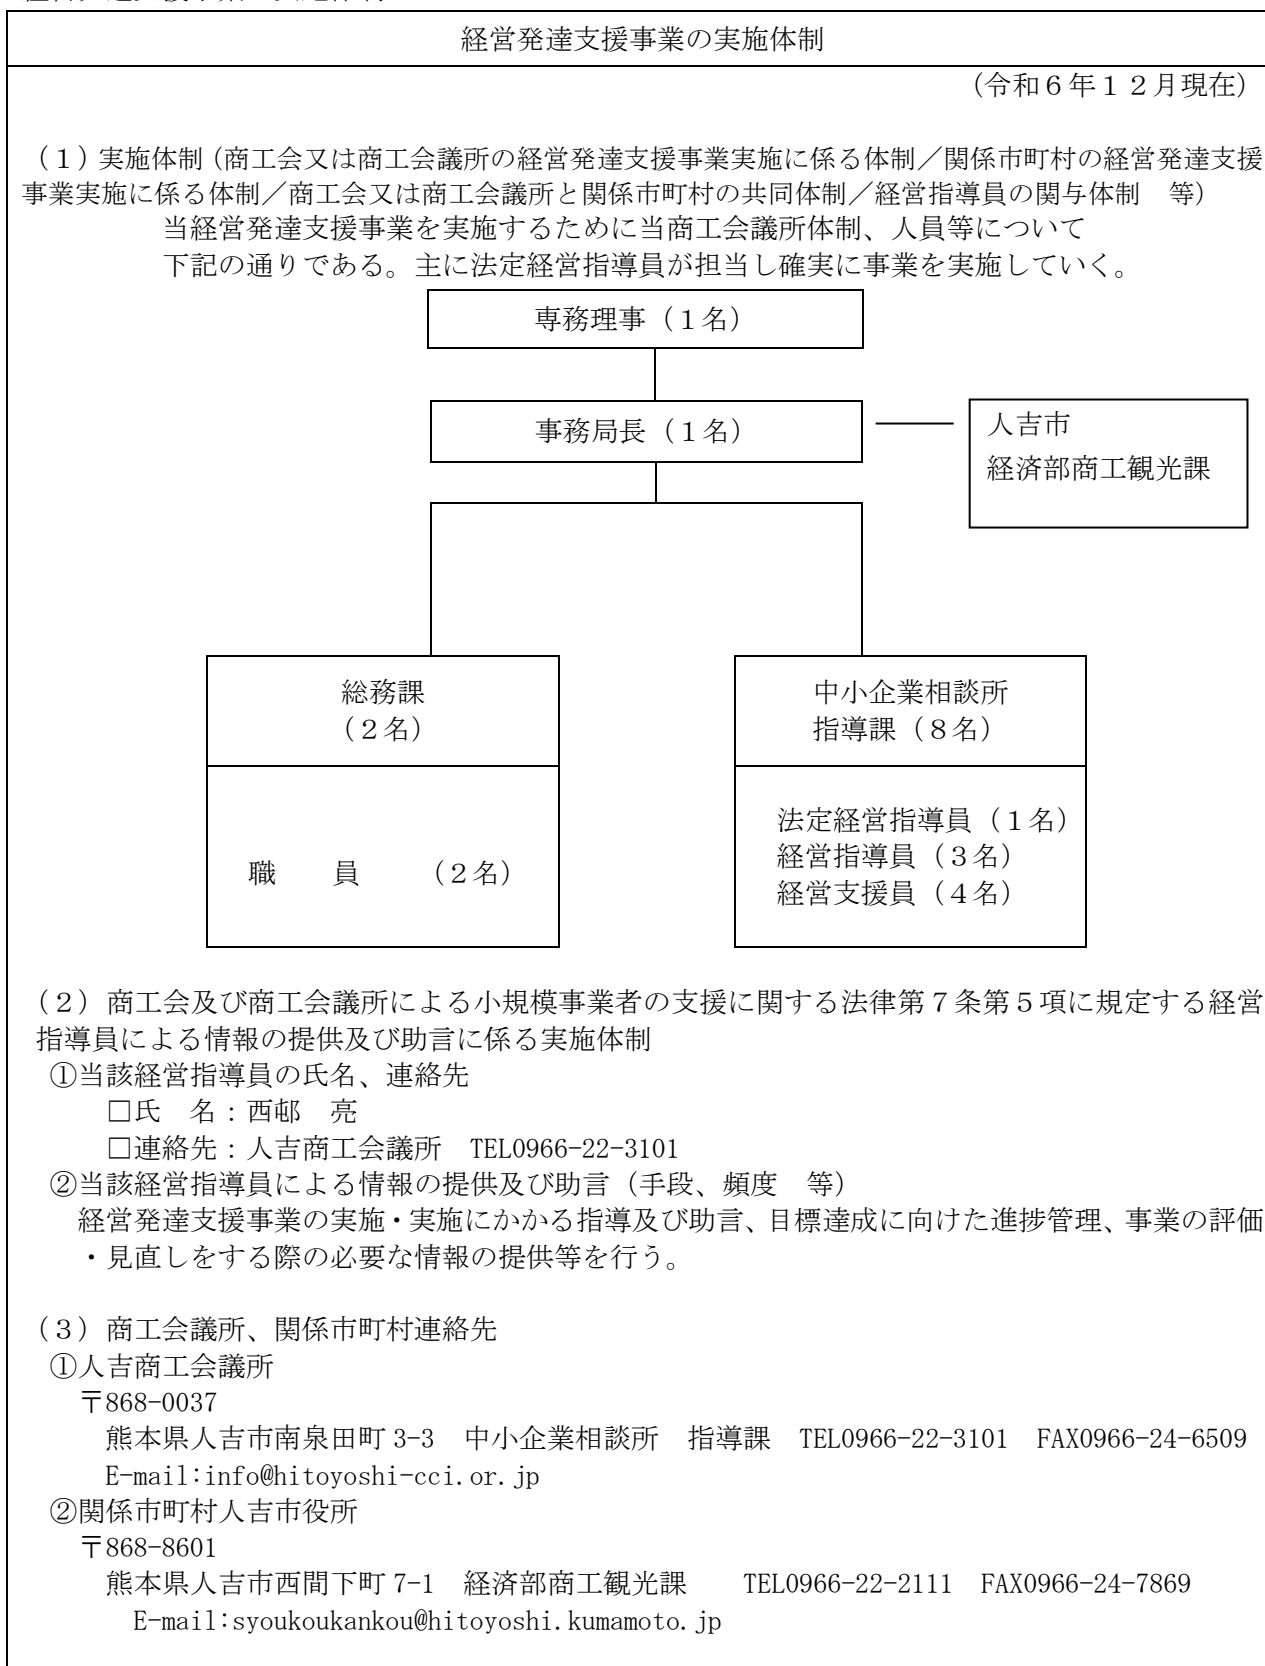 経営発達支援事業の実施体制
（令和６年１２月現在）
（１）実施体制（商工会又は商工会議所の経営発達支援事業実施に係る体制／関係市町村の経営発達支援
事業実施に係る体制／商工会又は商工会議所と関係市町村の共同体制／経営指導員の関与体制　等）
当経営発達支援事業を実施するために当商工会議所体制、人員等について
下記の通りである。主に法定経営指導員が担当し確実に事業を実施していく。
専務理事（１名）
事務局長（１名）
人吉市
経済部商工観光課
総務課
（２名）
職　員　（２名）
中小企業相談所
指導課（８名）
法定経営指導員（１名）
経営指導員（３名）
経営支援員（４名）
（２）商工会及び商工会議所による小規模事業者の支援に関する法律第７条第５項に規定する経営
指導員による情報の提供及び助言に係る実施体制
①当該経営指導員の氏名、連絡先
□氏　名：西邨　亮
□連絡先：人吉商工会議所　TEL0966-22-3101
②当該経営指導員による情報の提供及び助言（手段、頻度　等）
経営発達支援事業の実施・実施にかかる指導及び助言、目標達成に向けた進捗管理、事業の評価
・見直しをする際の必要な情報の提供等を行う。
（３）商工会議所、関係市町村連絡先
①人吉商工会議所
〒868-0037
熊本県人吉市南泉田町 3-3　中小企業相談所　指導課　TEL0966-22-3101　FAX0966-24-6509
E-mail:info@hitoyoshi-cci.or.jp
②関係市町村人吉市役所
〒868-8601
熊本県人吉市西間下町 7-1　経済部商工観光課　　TEL0966-22-2111　FAX0966-24-7869
E-mail:syoukoukankou@hitoyoshi.kumamoto.jp